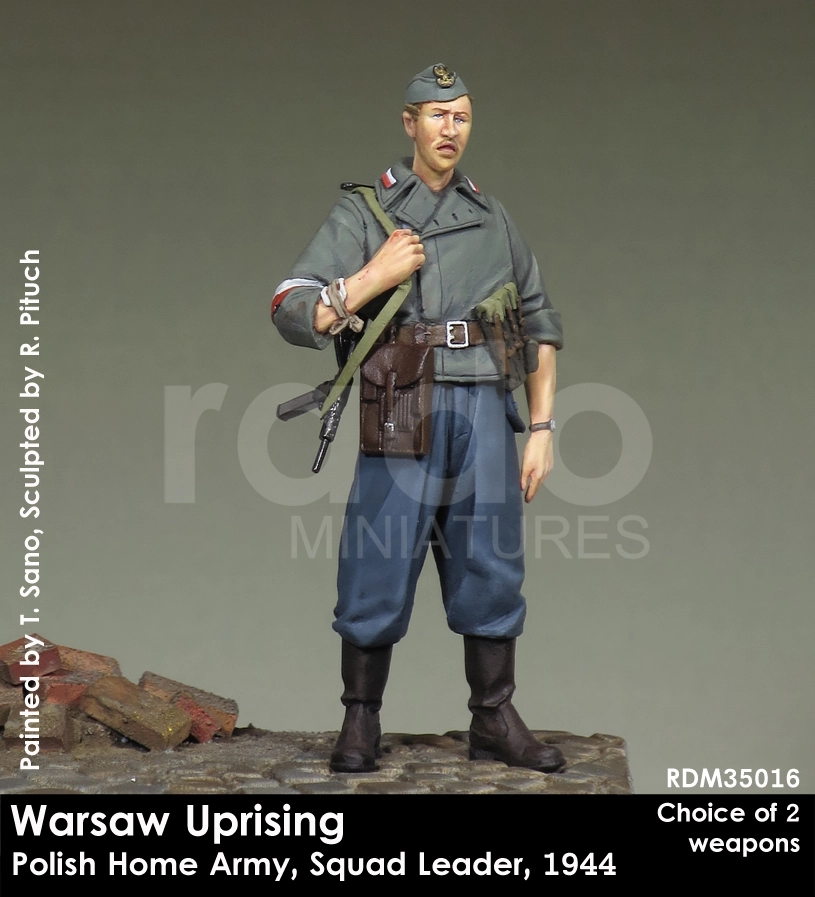 Painted by T. Sano, Sculpted by R. Pituch
rado
MINIATURES
RDM35016
Warsaw Uprising
Polish Home Army, Squad Leader, 1944
Choice of 2
weapons